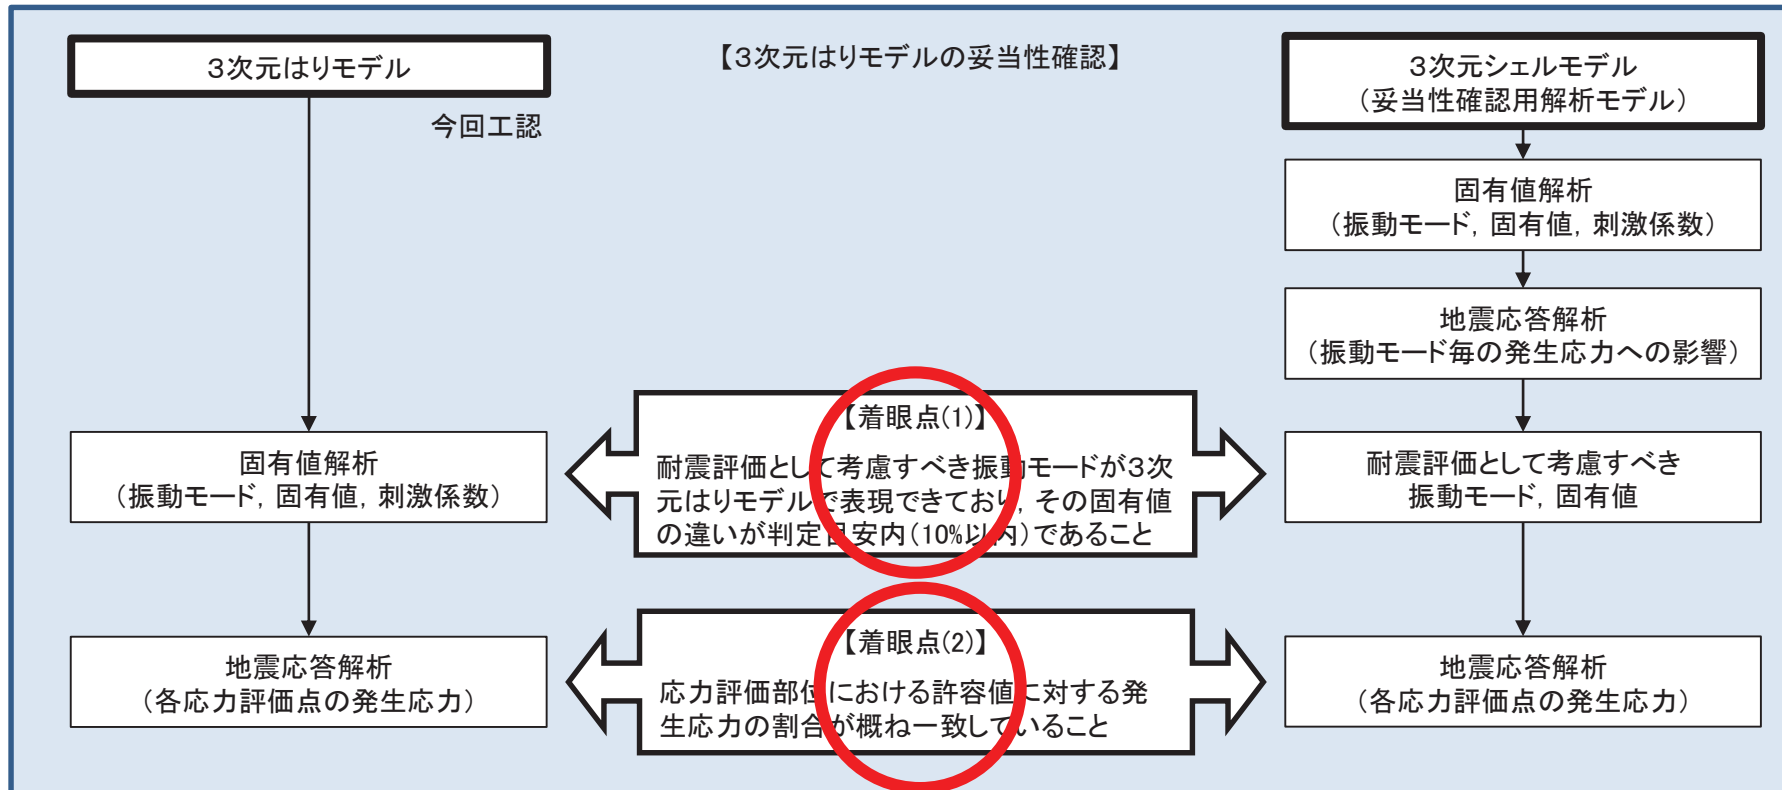 【３次元はりモデルの妥当性確認】
３次元はりモデル
今回工認
固有値解析
（振動モード，固有値，刺激係数）
地震応答解析
（各応力評価点の発生応力）
【着眼点(1)】
耐震評価として考慮すべき振動モードが３次
元はりモデルで表現できており，その固有値
の違いが判定目安内（10%以内）であること
【着眼点(2)】
応力評価部位における許容値に対する発
生応力の割合が概ね一致していること
３次元シェルモデル
（妥当性確認用解析モデル）
固有値解析
（振動モード，固有値，刺激係数）
地震応答解析
（振動モード毎の発生応力への影響）
耐震評価として考慮すべき
振動モード，固有値
地震応答解析
（各応力評価点の発生応力）